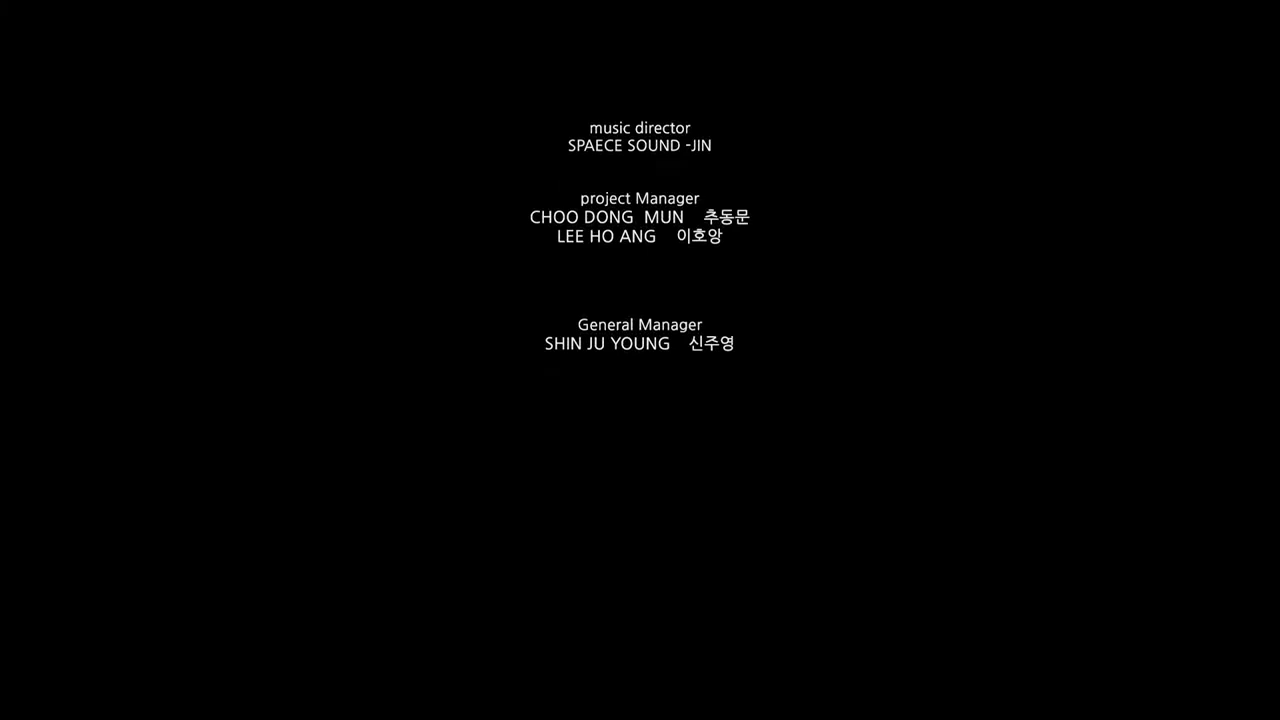 music director
SPAECE SOUND -JIN
project Manager
CHOO DONG  MUN    추동문
LEE HO ANG    이호앙
General Manager
SHIN JU YOUNG    신주영